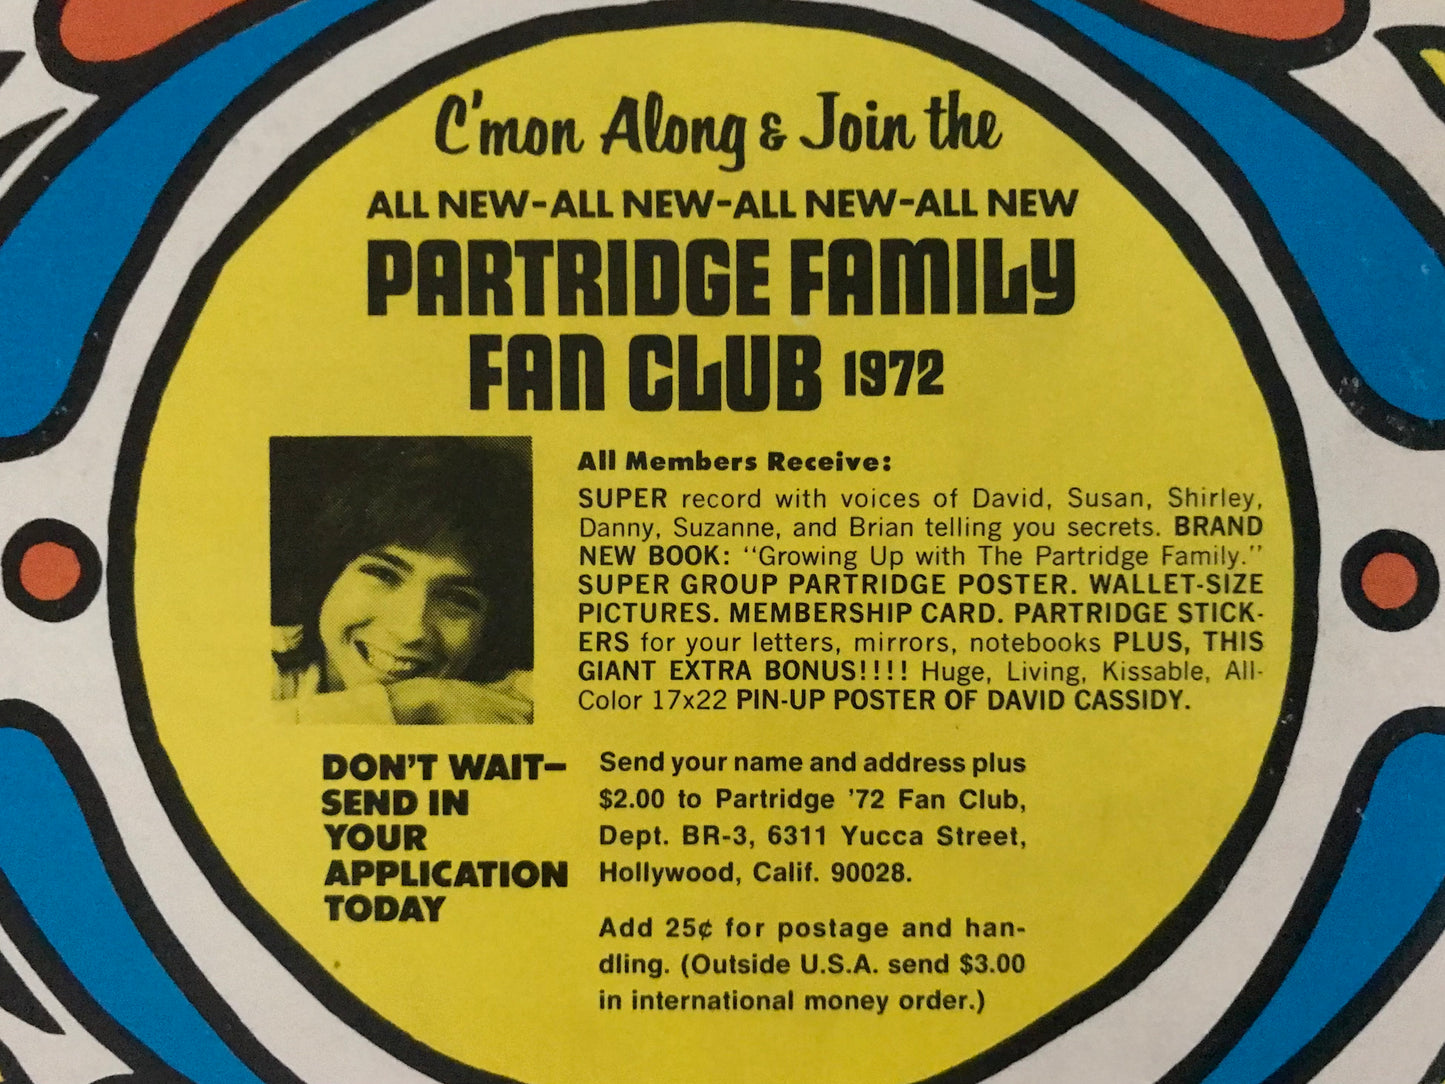 C'mon Along & Join the
ALL NEW-ALL NEW-ALL NEW-ALL NEW
PARTRIDGE FAMILY
FAN CLUB 1972
All Members Receive:
SUPER record with voices of David, Susan, Shirley,
Danny, Suzanne, and Brian telling you secrets. BRAND
NEW BOOK: "Growing Up with The Partridge Family."
SUPER GROUP PARTRIDGE POSTER. WALLET-SIZE
PICTURES. MEMBERSHIP CARD. PARTRIDGE STICK-
ERS for your letters, mirrors, notebooks PLUS, THIS
GIANT EXTRA BONUS!!!! Huge, Living, Kissable, All-
Color 17x22 PIN-UP POSTER OF DAVID CASSIDY.
DON'T WAIT—
SEND IN
YOUR
APPLICATION
TODAY
Send your name and address plus
$2.00 to Partridge '72 Fan Club,
Dept. BR-3, 6311 Yucca Street,
Hollywood, Calif. 90028.
Add 25¢ for postage and han-
dling. (Outside U.S.A. send $3.00
in international money order.)